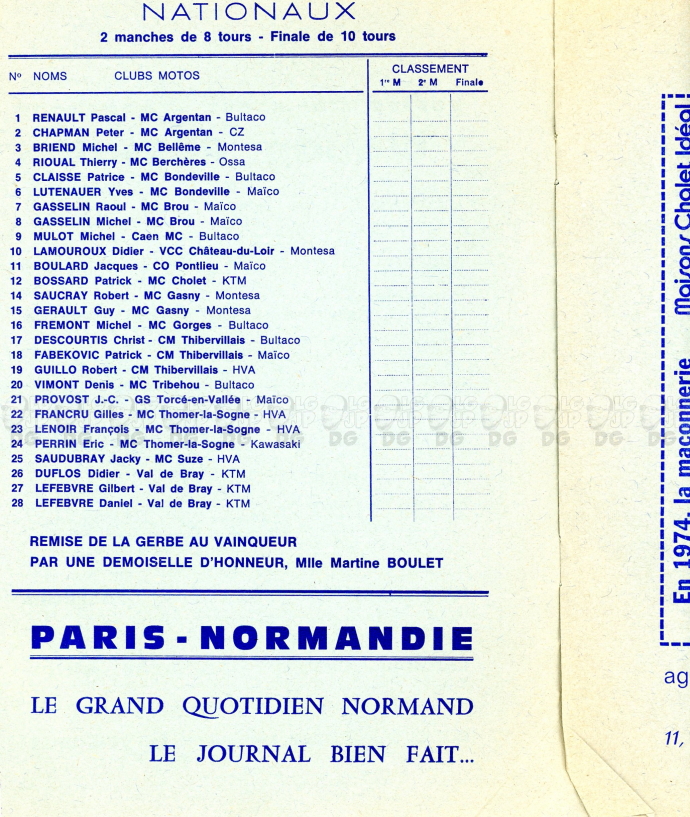 NATIONAUX
2 manches de 8 tours - Finale de 10 tours
Nº NOMS CLUBS MOTOS
CLASSEMENT
1re M 2e M Finale
1 RENAULT Pascal - MC Argentan - Bultaco
2 CHAPMAN Peter - MC Argentan - CZ
3 BRIEND Michel - MC Bellême - Montesa
4 RIOUAL Thierry - MC Berchères - Ossa
5 CLAISSE Patrice - MC Bondeville - Bultaco
6 LUTENAUER Yves - MC Bondeville - Maïco
7 GASSELIN Raoul - MC Brou - Maïco
8 GASSELIN Michel - MC Brou - Maïco
9 MULOT Michel - Caen MC - Bultaco
10 LAMOUROUX Didier - VCC Château-du-Loir - Montesa
11 BOULARD Jacques - CO Pontlieu - Maïco
12 BOSSARD Patrick - MC Cholet - KTM
14 SAUCRAY Robert - MC Gasny - Montesa
15 GERAULT Guy - MC Gasny - Montesa
16 FREMONT Michel - MC Gorges - Bultaco
17 DESCOURTIS Christ - CM Thibervillais - Bultaco
18 FABEKOVIC Patrick - CM Thibervillais - Maïco
19 GUILLO Robert - CM Thibervillais - HVA
20 VIMONT Denis - MC Tribehou - Bultaco
21 PROVOST J.-C. - GS Torcé-en-Vallée - Maïco
22 FRANCRU Gilles - MC Thomer-la-Sogne - HVA
23 LENOIR François - MC Thomer-la-Sogne - HVA
24 PERRIN Eric - MC Thomer-la-Sogne - Kawasaki
25 SAUDUBRAY Jacky - MC Suze - HVA
26 DUFLOS Didier - Val de Bray - KTM
27 LEFEBVRE Gilbert - Val de Bray - KTM
28 LEFEBVRE Daniel - Val de Bray - KTM
REMISE DE LA GERBE AU VAINQUEUR
PAR UNE DEMOISELLE D'HONNEUR, Mlle Martine BOULET
PARIS - NORMANDIE
LE GRAND QUOTIDIEN NORMAND
LE JOURNAL BIEN FAIT...
En 1974, la maçonnerie Maisons Cholet Idéal
ag
11,